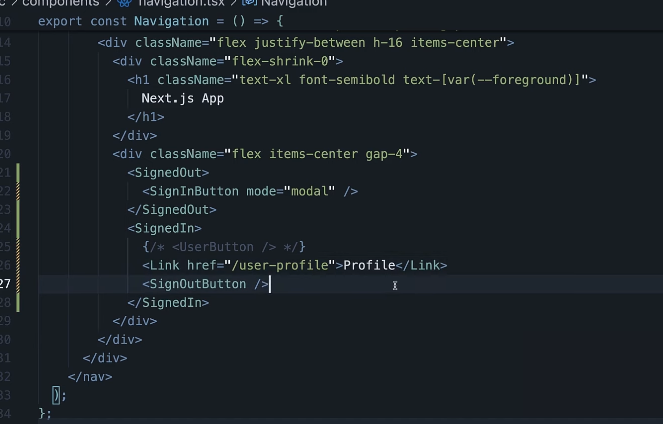 components > navigation.tsx > Navigation
10 export const Navigation = () => {
14 <div className="flex justify-between h-16 items-center">
15 <div className="flex-shrink-0">
16 <h1 className="text-xl font-semibold text-[var(--foreground)]">
17 Next.js App
18 </h1>
19 </div>
20 <div className="flex items-center gap-4">
21 <SignedOut>
22 <SignInButton mode="modal" />
23 </SignedOut>
24 <SignedIn>
25 {/* <UserButton /> */}
26 <Link href="/user-profile">Profile</Link>
27 <SignOutButton />
28 </SignedIn>
29 </div>
30 </div>
31 </div>
32 </nav>
33 );
34 };